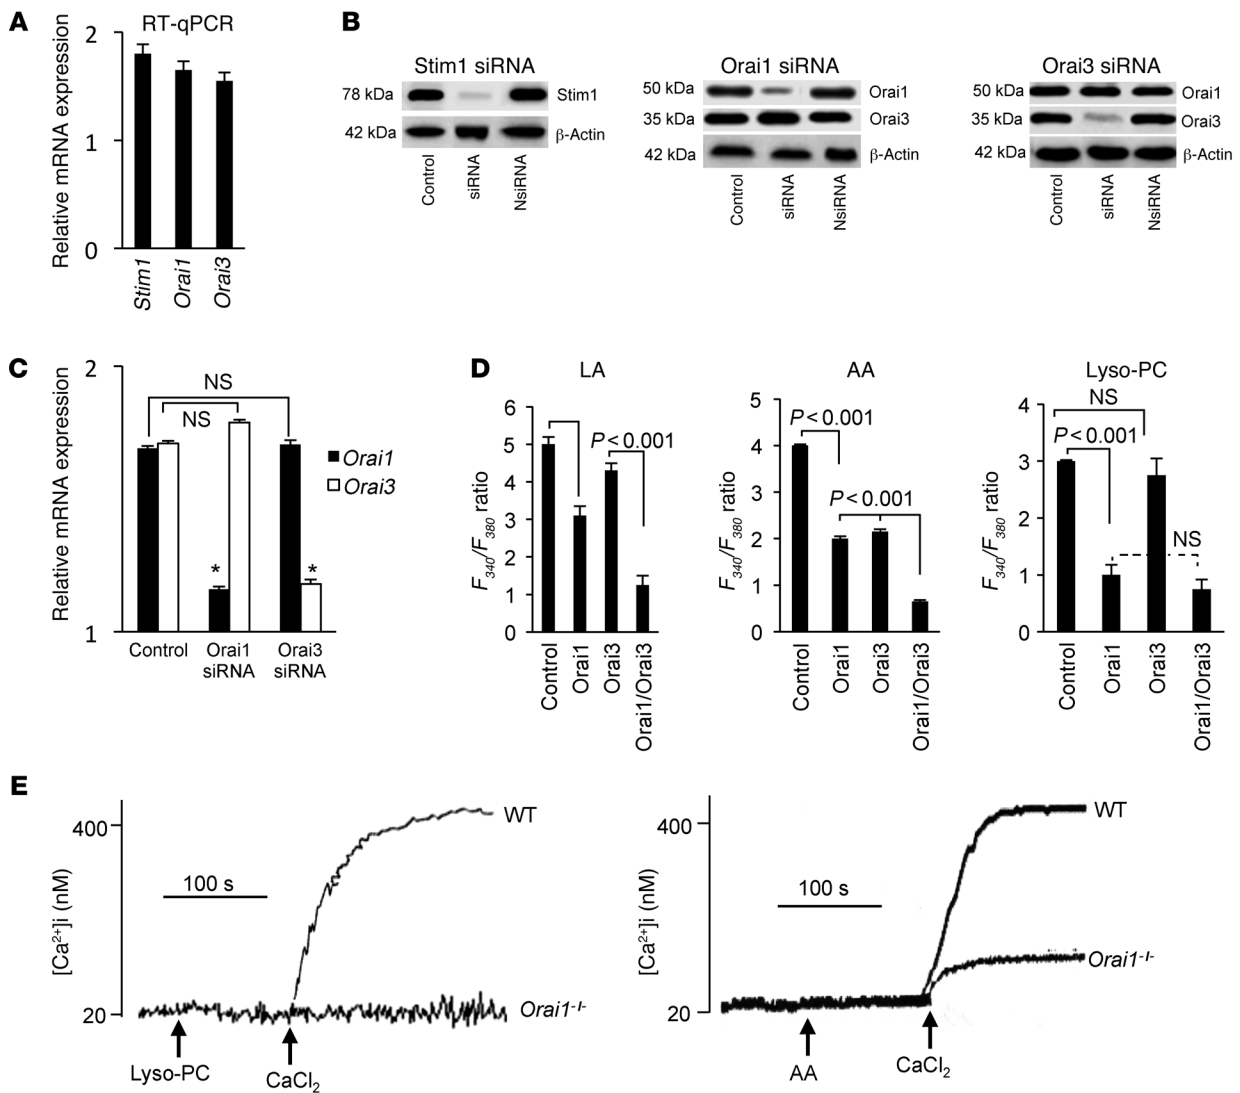 A
RT-qPCR
Relative mRNA expression
2
1
0
Stim1
Orai1
Orai3
B
Stim1 siRNA
78 kDa
Stim1
42 kDa
β-Actin
Control
siRNA
NsiRNA
Orai1 siRNA
50 kDa
Orai1
35 kDa
Orai3
42 kDa
β-Actin
Control
siRNA
NsiRNA
Orai3 siRNA
50 kDa
Orai1
35 kDa
Orai3
42 kDa
β-Actin
Control
siRNA
NsiRNA
C
Relative mRNA expression
2
1
NS
NS
*
*
Orai1
Orai3
Control
Orai1
siRNA
Orai3
siRNA
D
LA
F340/F380 ratio
6
5
4
3
2
1
0
P < 0.001
Control
Orai1
Orai3
Orai1/Orai3
AA
F340/F380 ratio
5
4
3
2
1
0
P < 0.001
P < 0.001
Control
Orai1
Orai3
Orai1/Orai3
Lyso-PC
F340/F380 ratio
4
3
2
1
0
NS
P < 0.001
NS
Control
Orai1
Orai3
Orai1/Orai3
E
[Ca²⁺]i (nM)
400
20
100 s
WT
Orai1-/-
Lyso-PC
CaCl₂
[Ca²⁺]i (nM)
400
20
100 s
WT
Orai1-/-
AA
CaCl₂